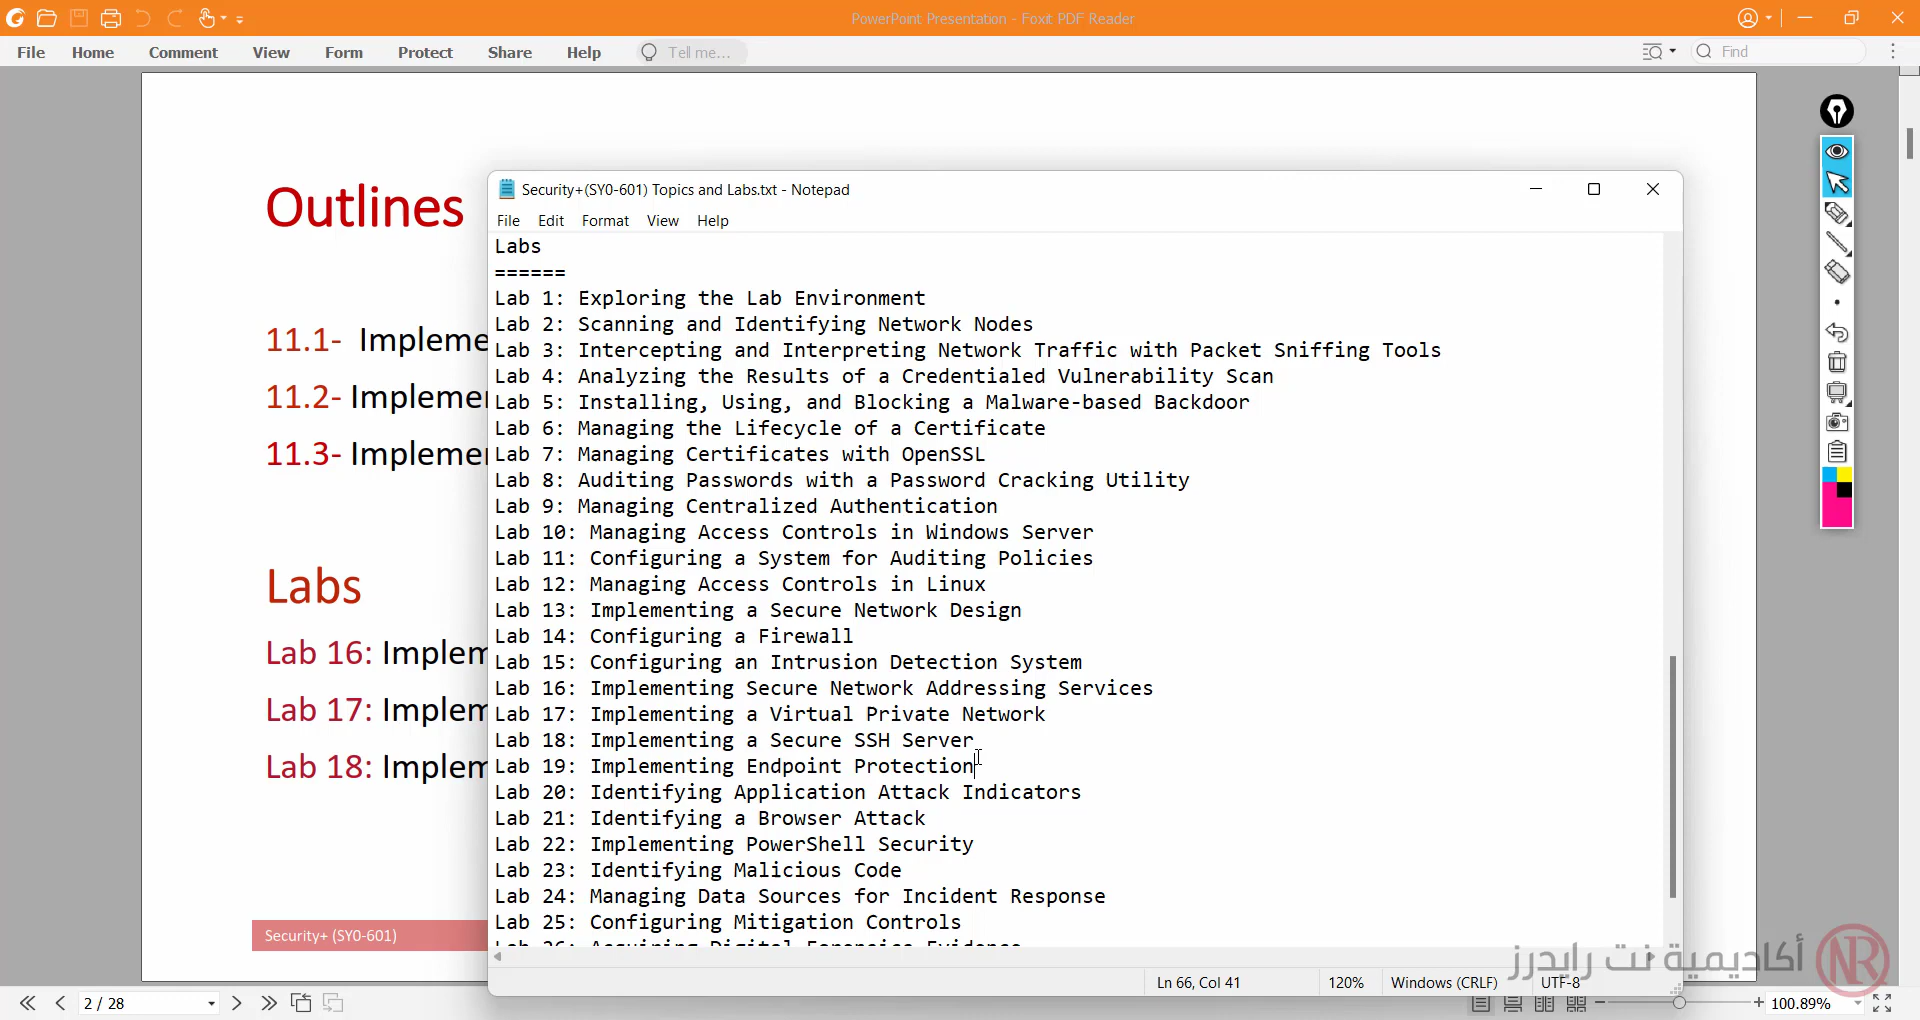 PowerPoint Presentation - Foxit PDF Reader
File Home Comment View Form Protect Share Help Tell me... Find
Outlines
11.1- Impleme
11.2- Implemen
11.3- Implemen
Labs
Lab 16: Implem
Lab 17: Implem
Lab 18: Implem
Security+ (SY0-601)
Security+(SY0-601) Topics and Labs.txt - Notepad
File Edit Format View Help
Labs
======
Lab 1: Exploring the Lab Environment
Lab 2: Scanning and Identifying Network Nodes
Lab 3: Intercepting and Interpreting Network Traffic with Packet Sniffing Tools
Lab 4: Analyzing the Results of a Credentialed Vulnerability Scan
Lab 5: Installing, Using, and Blocking a Malware-based Backdoor
Lab 6: Managing the Lifecycle of a Certificate
Lab 7: Managing Certificates with OpenSSL
Lab 8: Auditing Passwords with a Password Cracking Utility
Lab 9: Managing Centralized Authentication
Lab 10: Managing Access Controls in Windows Server
Lab 11: Configuring a System for Auditing Policies
Lab 12: Managing Access Controls in Linux
Lab 13: Implementing a Secure Network Design
Lab 14: Configuring a Firewall
Lab 15: Configuring an Intrusion Detection System
Lab 16: Implementing Secure Network Addressing Services
Lab 17: Implementing a Virtual Private Network
Lab 18: Implementing a Secure SSH Server
Lab 19: Implementing Endpoint Protection
Lab 20: Identifying Application Attack Indicators
Lab 21: Identifying a Browser Attack
Lab 22: Implementing PowerShell Security
Lab 23: Identifying Malicious Code
Lab 24: Managing Data Sources for Incident Response
Lab 25: Configuring Mitigation Controls
Lab 26: Acquiring Digital Forensics Evidence
Ln 66, Col 41 120% Windows (CRLF) UTF-8
أكاديمية نت رايدرز NR
2 / 28 100.89%